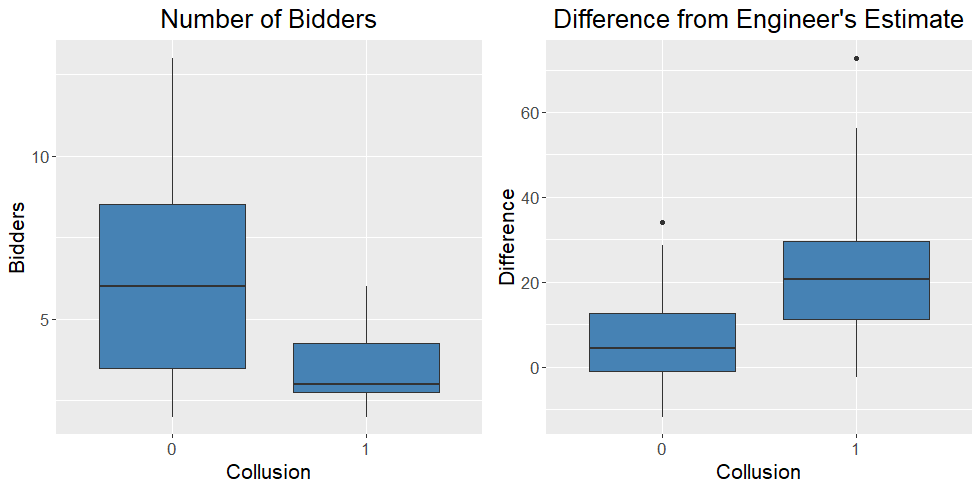 Number of Bidders
Bidders
10
5
0
1
Collusion
Difference from Engineer's Estimate
Difference
60
40
20
0
0
1
Collusion